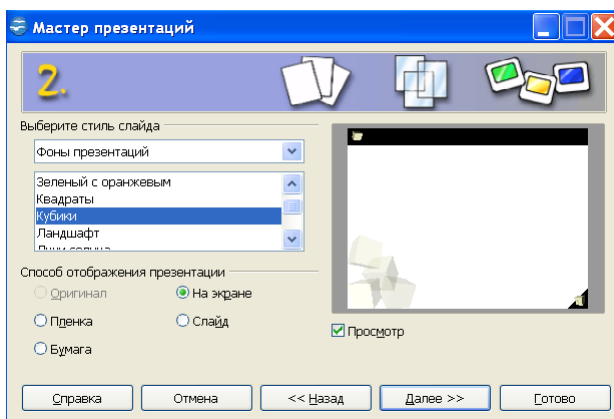 Мастер презентаций
2.
Выберите стиль слайда
Фоны презентаций
Зеленый с оранжевым
Квадраты
Кубики
Ландшафт
Способ отображения презентации
Оригинал На экране
Пленка Слайд
Бумага
Просмотр
Справка Отмена << Назад Далее >> Готово